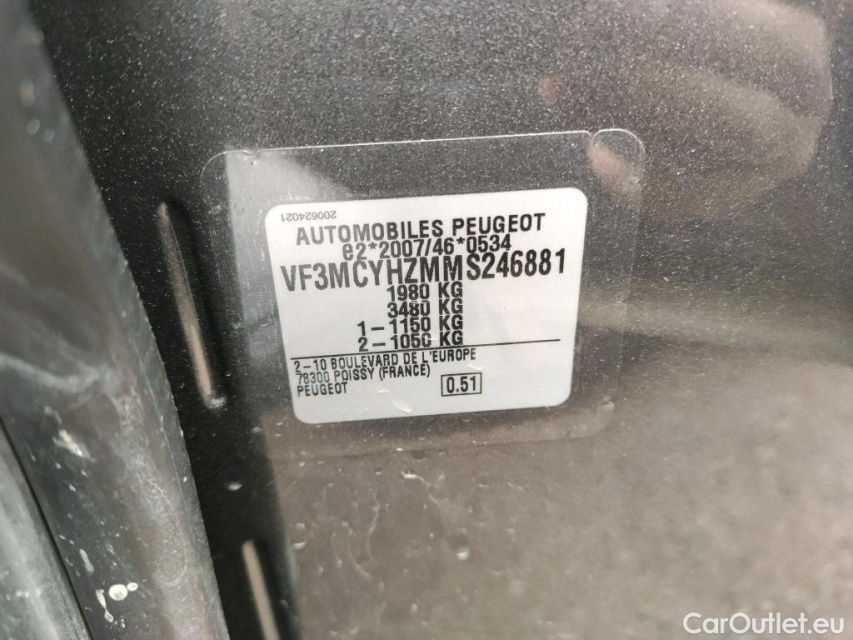 200624021
AUTOMOBILES PEUGEOT
e2*2007/46*0534
VF3MCYHZMMS246881
1980 KG
3480 KG
1-1150 KG
2-1050 KG
2-10 BOULEVARD DE L'EUROPE
78300 POISSY (FRANCE)
PEUGEOT
0.51
CarOutlet.eu